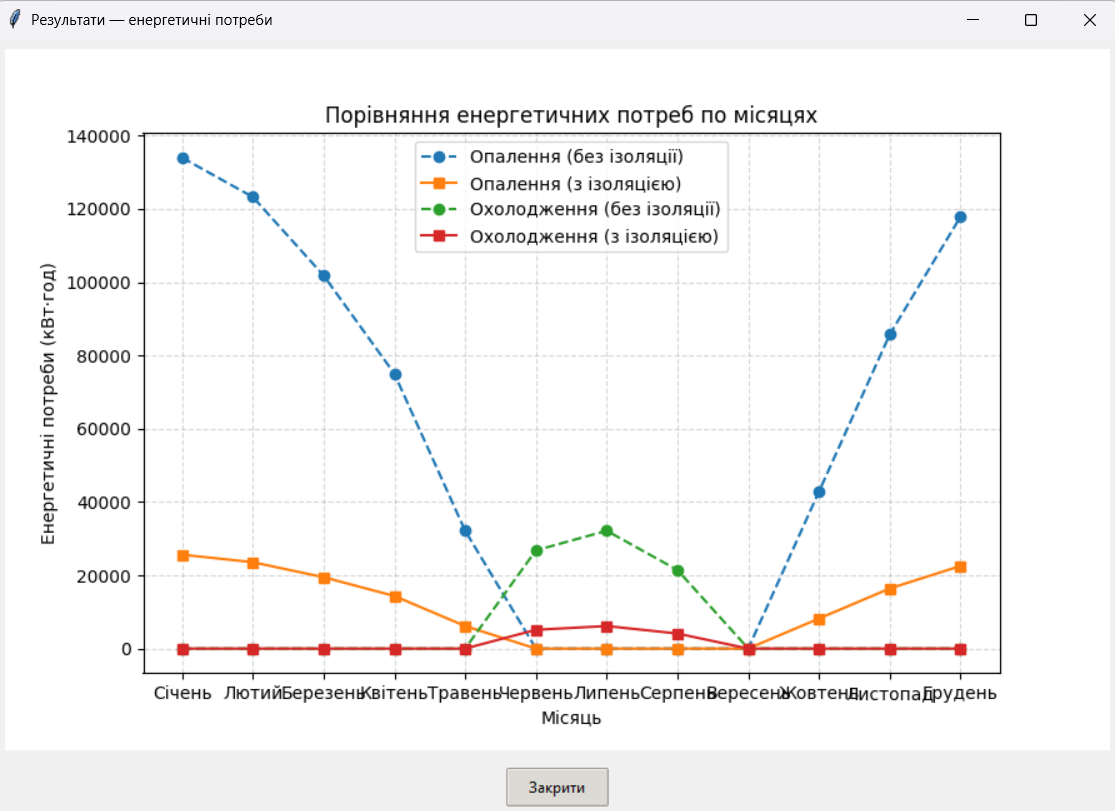 Результати — енергетичні потреби
Порівняння енергетичних потреб по місяцях
Опалення (без ізоляції)
Опалення (з ізоляцією)
Охолодження (без ізоляції)
Охолодження (з ізоляцією)
Енергетичні потреби (кВт·год)
140000
120000
100000
80000
60000
40000
20000
0
Січень Лютий Березень Квітень Травень Червень Липень Серпень Вересень Жовтень Листопад Грудень
Місяць
Закрити